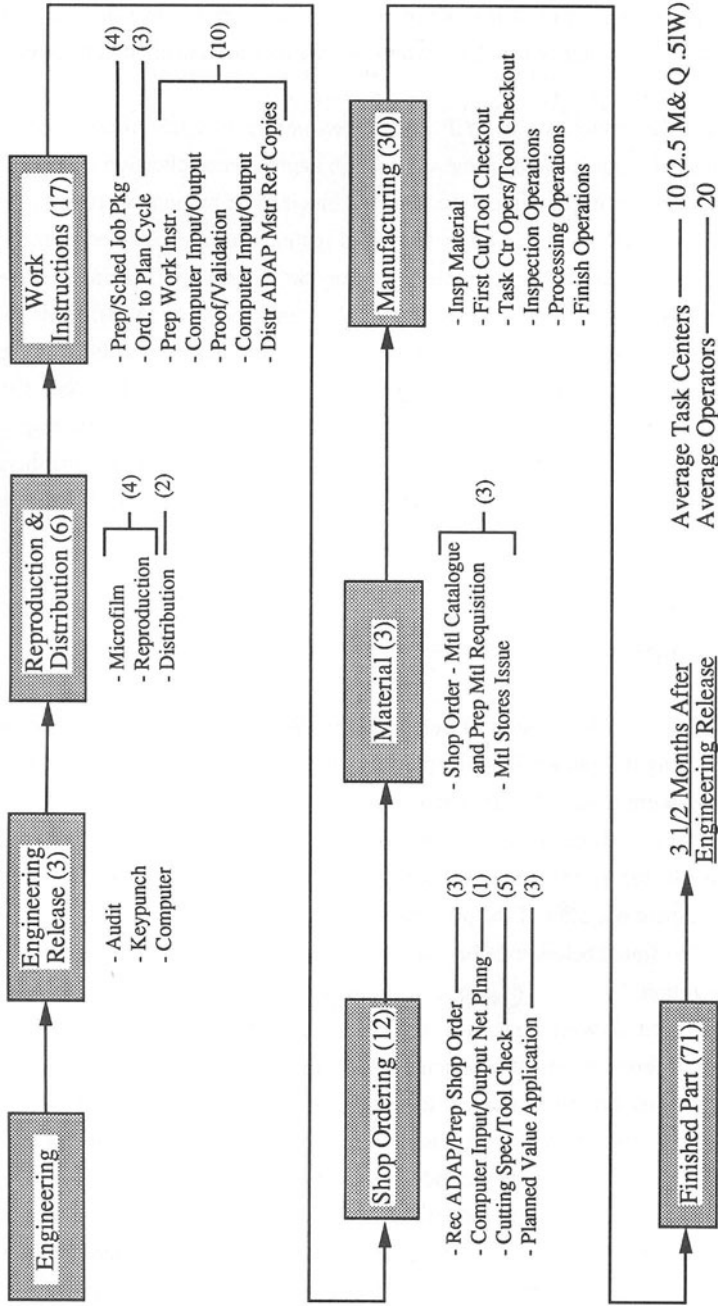 Engineering
Engineering
Release (3)
- Audit
- Keypunch
- Computer
Reproduction &
Distribution (6)
- Microfilm
- Reproduction
(4)
- Distribution (2)
Work
Instructions (17)
- Prep/Sched Job Pkg (4)
- Ord. to Plan Cycle (3)
- Prep Work Instr.
- Computer Input/Output
- Proof/Validation
- Computer Input/Output
- Distr ADAP Mstr Ref Copies
(10)
Shop Ordering (12)
- Rec ADAP/Prep Shop Order (3)
- Computer Input/Output Net Plnng (1)
- Cutting Spec/Tool Check (5)
- Planned Value Application (3)
Material (3)
- Shop Order - Mtl Catalogue
and Prep Mtl Requisition
- Mtl Stores Issue
(3)
Manufacturing (30)
- Insp Material
- First Cut/Tool Checkout
- Task Ctr Opers/Tool Checkout
- Inspection Operations
- Processing Operations
- Finish Operations
Finished Part (71)
3 1/2 Months After
Engineering Release
Average Task Centers 10 (2.5 M& Q .5lW)
Average Operators 20